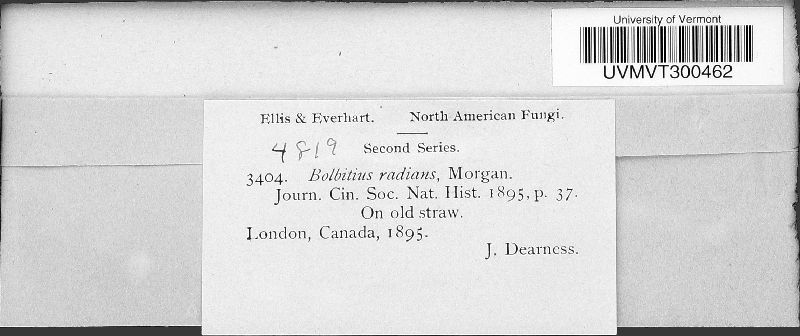 University of Vermont
UVMVT300462
Ellis & Everhart. North American Fungi.
4819 Second Series.
3404. Bolbitius radians, Morgan.
Journ. Cin. Soc. Nat. Hist. 1895, p. 37.
On old straw.
London, Canada, 1895.
J. Dearness.